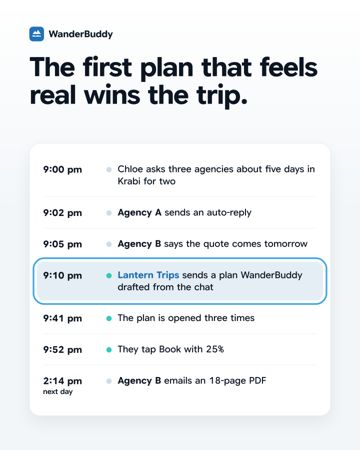 WanderBuddy
The first plan that feels
real wins the trip.
9:00 pm Chloe asks three agencies about five days in
Krabi for two
9:02 pm Agency A sends an auto-reply
9:05 pm Agency B says the quote comes tomorrow
9:10 pm Lantern Trips sends a plan WanderBuddy
drafted from the chat
9:41 pm The plan is opened three times
9:52 pm They tap Book with 25%
2:14 pm Agency B emails an 18-page PDF
next day